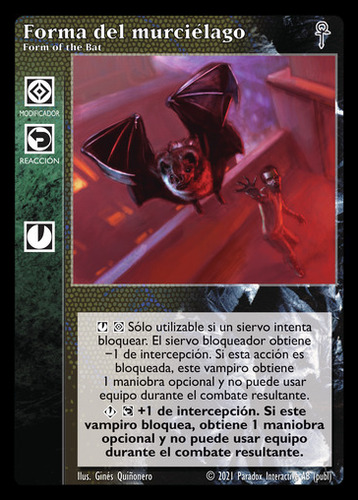 Forma del murciélago
Form of the Bat
MODIFICADOR
REACCIÓN
Sólo utilizable si un siervo intenta
bloquear. El siervo bloqueador obtiene
−1 de intercepción. Si esta acción es
bloqueada, este vampiro obtiene
1 maniobra opcional y no puede usar
equipo durante el combate resultante.
+1 de intercepción. Si este
vampiro bloquea, obtiene 1 maniobra
opcional y no puede usar equipo
durante el combate resultante.
Ilus. Ginés Quiñonero
© 2021 Paradox Interactive AB (publ)